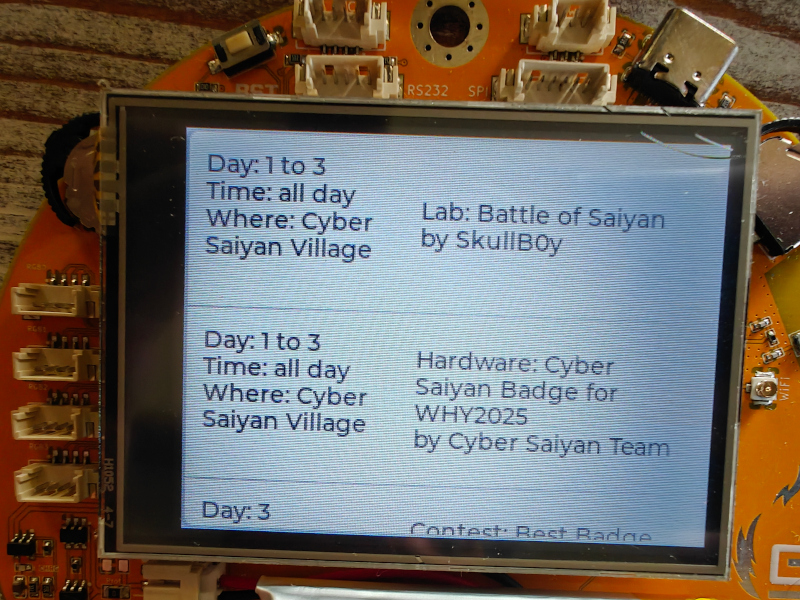 RST
RS232
SPI
Day: 1 to 3
Time: all day
Where: Cyber
Saiyan Village
Lab: Battle of Saiyan
by SkullB0y
Day: 1 to 3
Time: all day
Where: Cyber
Saiyan Village
Hardware: Cyber
Saiyan Badge for
WHY2025
by Cyber Saiyan Team
Day: 3
Contest: Best Badge
WIFI